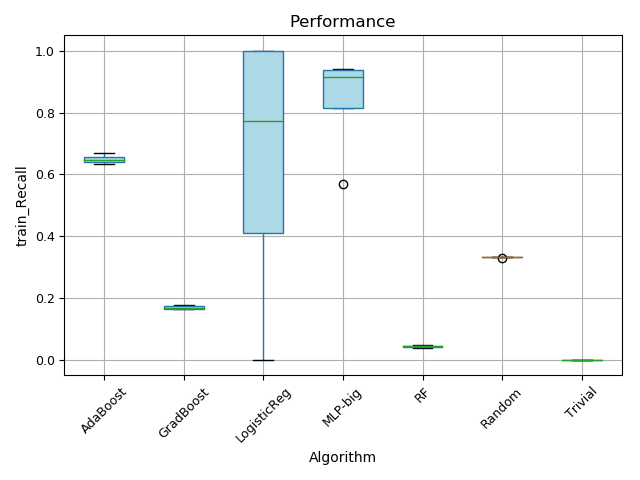 Performance
train_Recall
1.0
0.8
0.6
0.4
0.2
0.0
AdaBoost
GradBoost
LogisticReg
MLP-big
RF
Random
Trivial
Algorithm